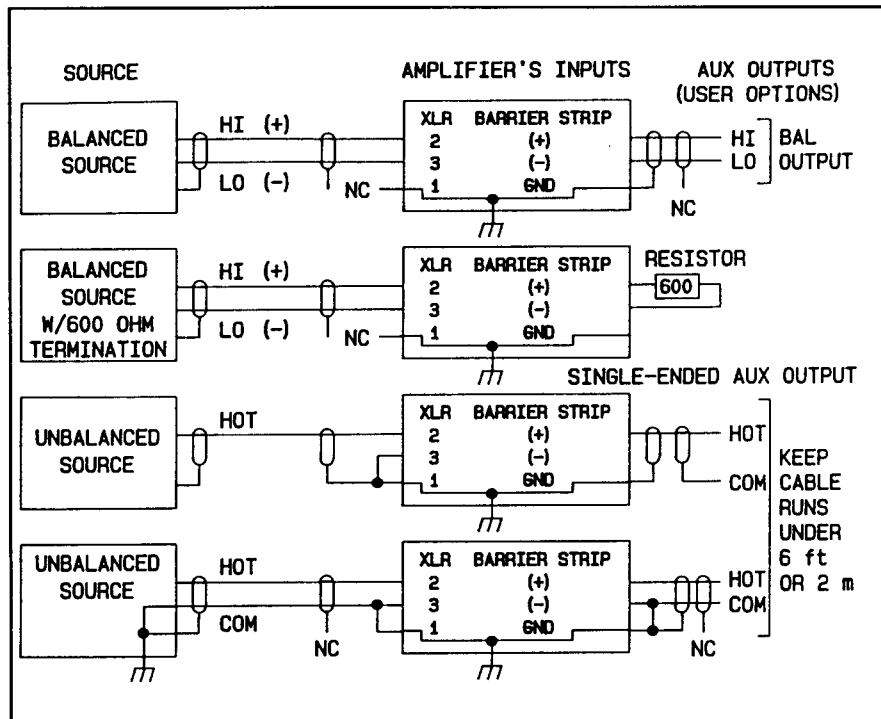 SOURCE
AMPLIFIER'S INPUTS
AUX OUTPUTS
(USER OPTIONS)
BALANCED
SOURCE
HI (+)
LO (-)
NC
XLR BARRIER STRIP
2 (+)
3 (-)
1 GND
HI
LO
BAL
OUTPUT
NC
BALANCED
SOURCE
W/600 OHM
TERMINATION
HI (+)
LO (-)
NC
XLR BARRIER STRIP
2 (+)
3 (-)
1 GND
RESISTOR
600
SINGLE-ENDED AUX OUTPUT
UNBALANCED
SOURCE
HOT
XLR BARRIER STRIP
2 (+)
3 (-)
1 GND
HOT
COM
KEEP
CABLE
RUNS
UNDER
6 ft
OR 2 m
UNBALANCED
SOURCE
HOT
COM
NC
XLR BARRIER STRIP
2 (+)
3 (-)
1 GND
HOT
COM
NC